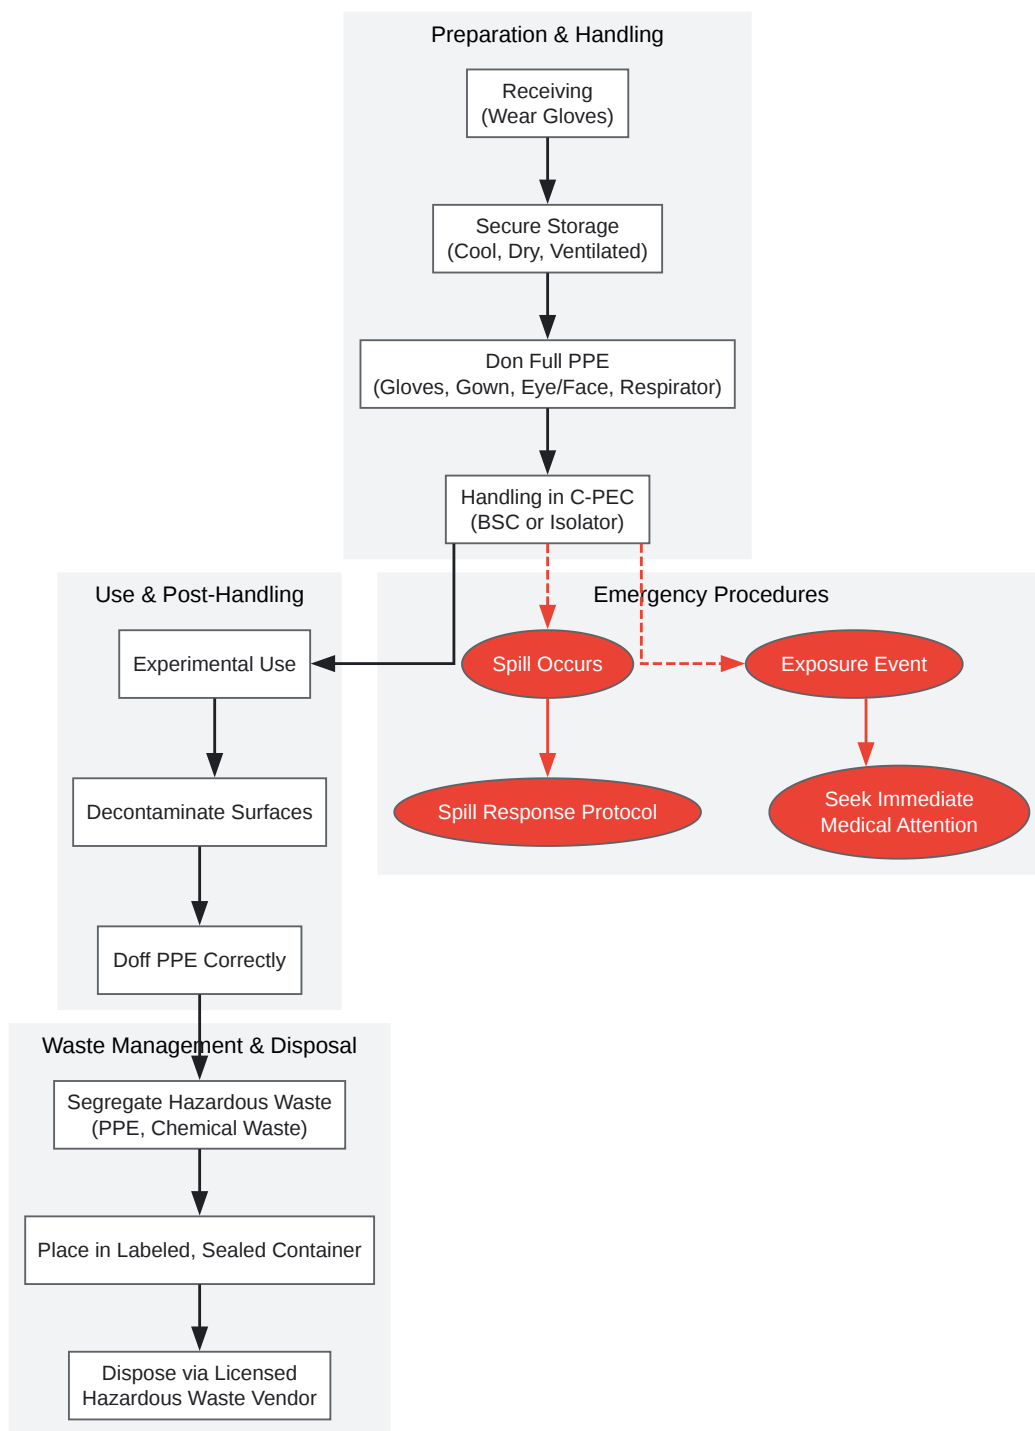 Preparation & Handling
Receiving
(Wear Gloves)
Secure Storage
(Cool, Dry, Ventilated)
Don Full PPE
(Gloves, Gown, Eye/Face, Respirator)
Handling in C-PEC
(BSC or Isolator)
Use & Post-Handling
Experimental Use
Decontaminate Surfaces
Doff PPE Correctly
Emergency Procedures
Spill Occurs
Exposure Event
Spill Response Protocol
Seek Immediate
Medical Attention
Waste Management & Disposal
Segregate Hazardous Waste
(PPE, Chemical Waste)
Place in Labeled, Sealed Container
Dispose via Licensed
Hazardous Waste Vendor